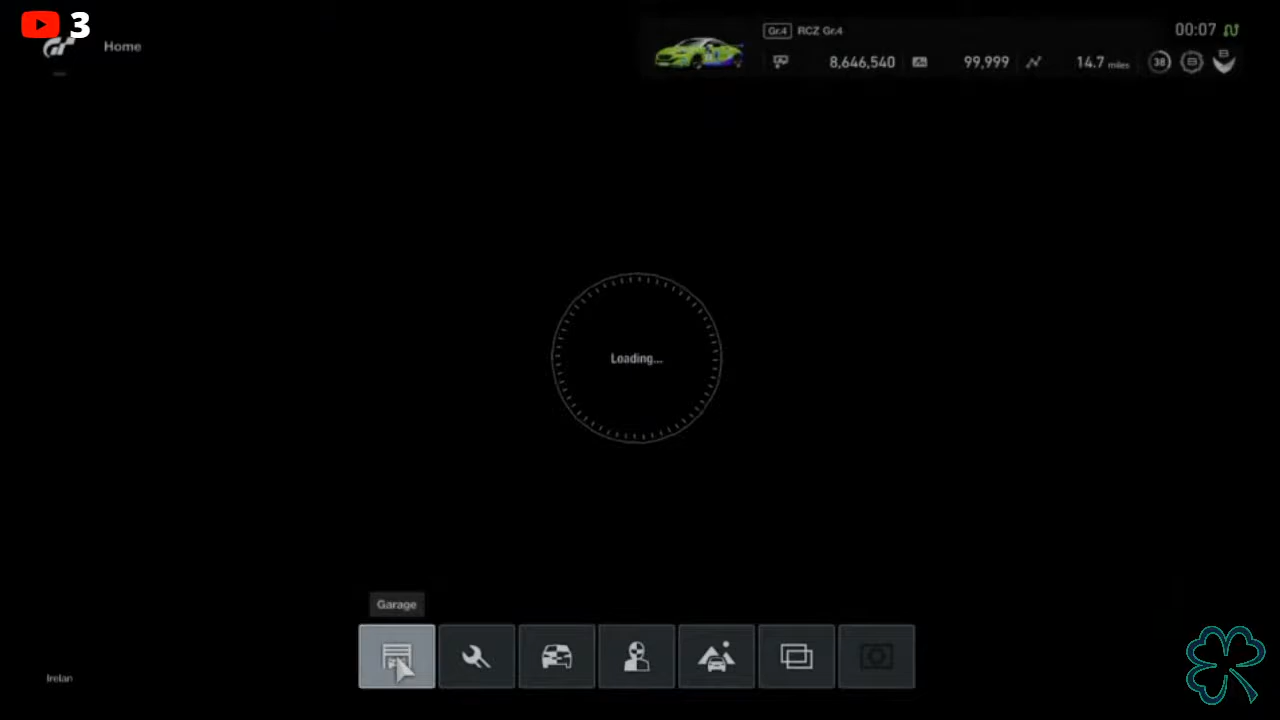 3
Home
Gr.4 RCZ Gr.4
00:07
8,646,540 99,999 14.7 miles 38 B B
Loading...
Garage
Irelan